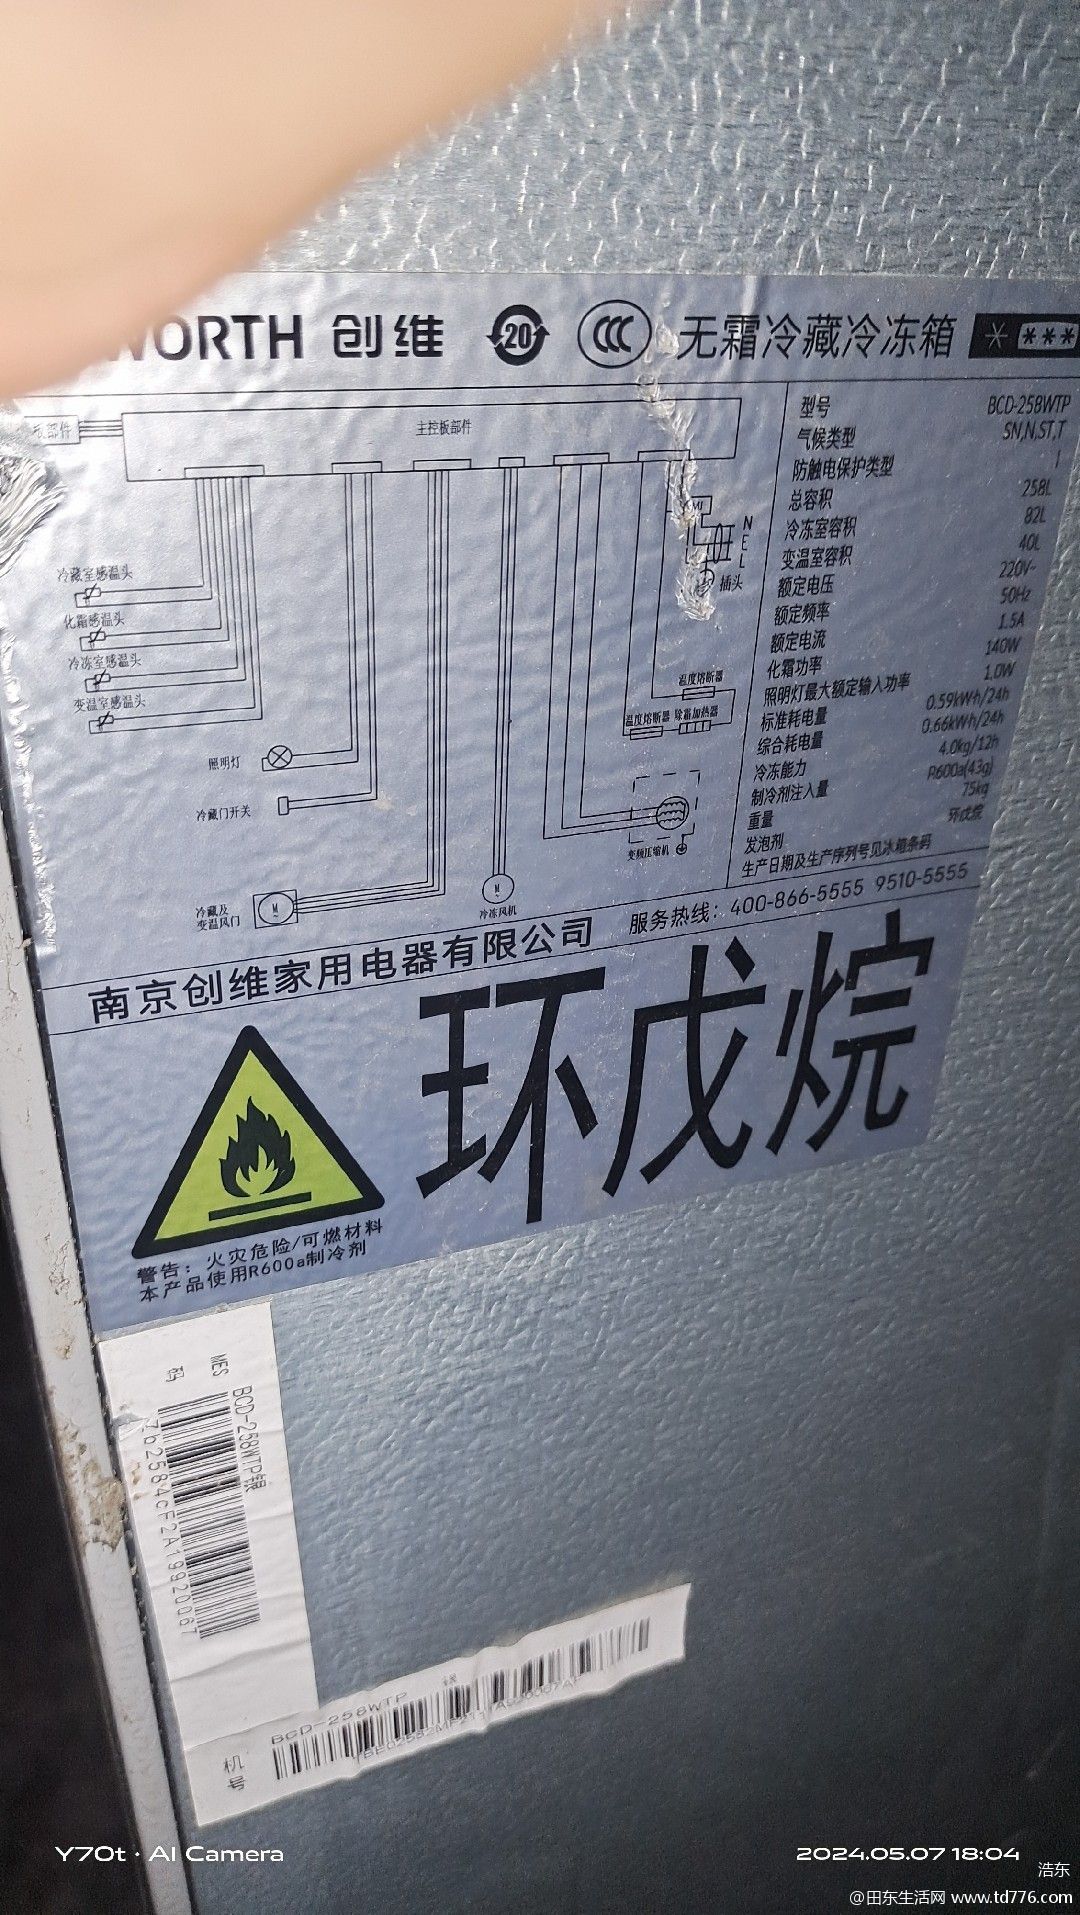 WORTH 创维 20 CCC 无霜冷藏冷冻箱 * ***
板部件
主控板部件
冷藏室感温头
化霜感温头
冷冻室感温头
变温室感温头
照明灯
冷藏门开关
冷藏及
变温风门
M
M
冷冻风机
N
E
L
插头
温度熔断器
温度熔断器 除霜加热器
变频压缩机
型号 BCD-258WTP
气候类型 SN,N,ST,T
防触电保护类型 I
总容积 258L
冷冻室容积 82L
变温室容积 40L
额定电压 220V~
额定频率 50Hz
额定电流 1.5A
化霜功率 140W
照明灯最大额定输入功率 1.0W
标准耗电量 0.59kWh/24h
综合耗电量 0.66kWh/24h
冷冻能力 4.0kg/12h
制冷剂注入量 R600a(43g)
重量 75kg
发泡剂 环戊烷
生产日期及生产序列号见冰箱条码
南京创维家用电器有限公司 服务热线：400-866-5555 9510-5555
环戊烷
警告：火灾危险/可燃材料
本产品使用R600a制冷剂
MES
码
BCD-258WTP银
7b2584CF2A19920067
BCD-258WTP
机
号
Y70t · AI Camera
2024.05.07 18:04
浩东
@田东生活网 www.td776.com